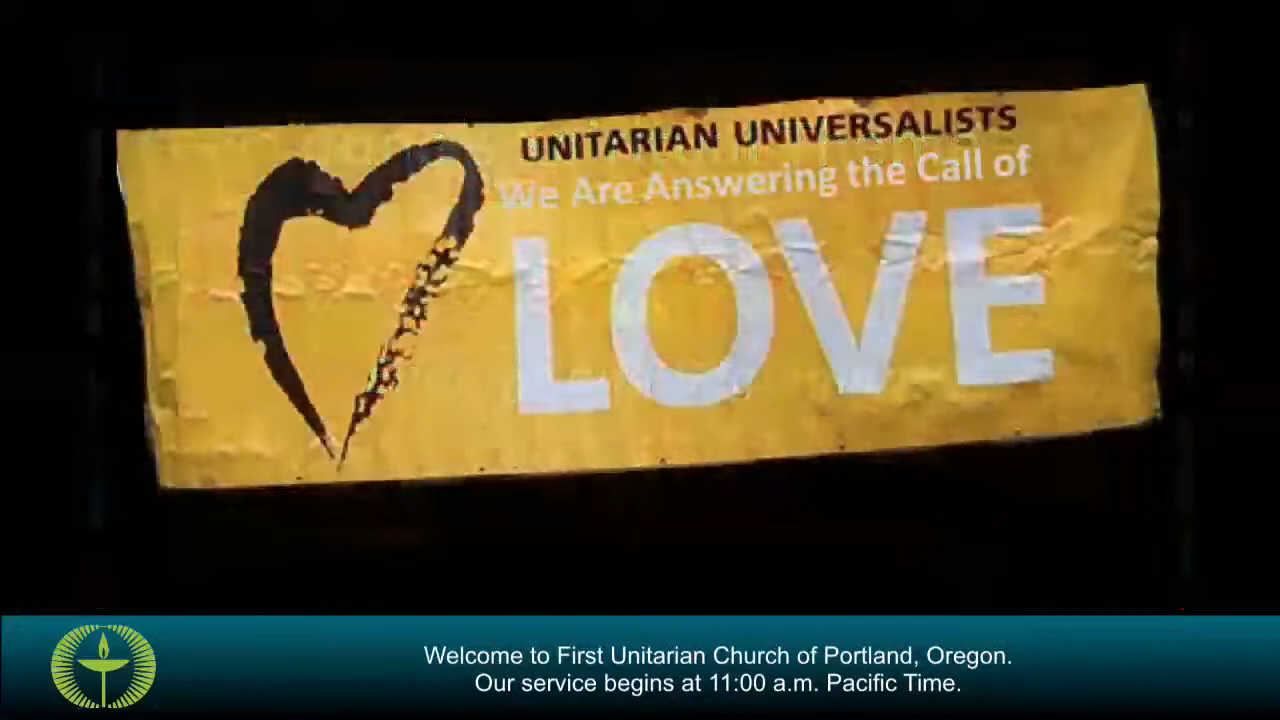 UNITARIAN UNIVERSALISTS
We Are Answering the Call of
LOVE
Welcome to First Unitarian Church of Portland, Oregon.
Our service begins at 11:00 a.m. Pacific Time.